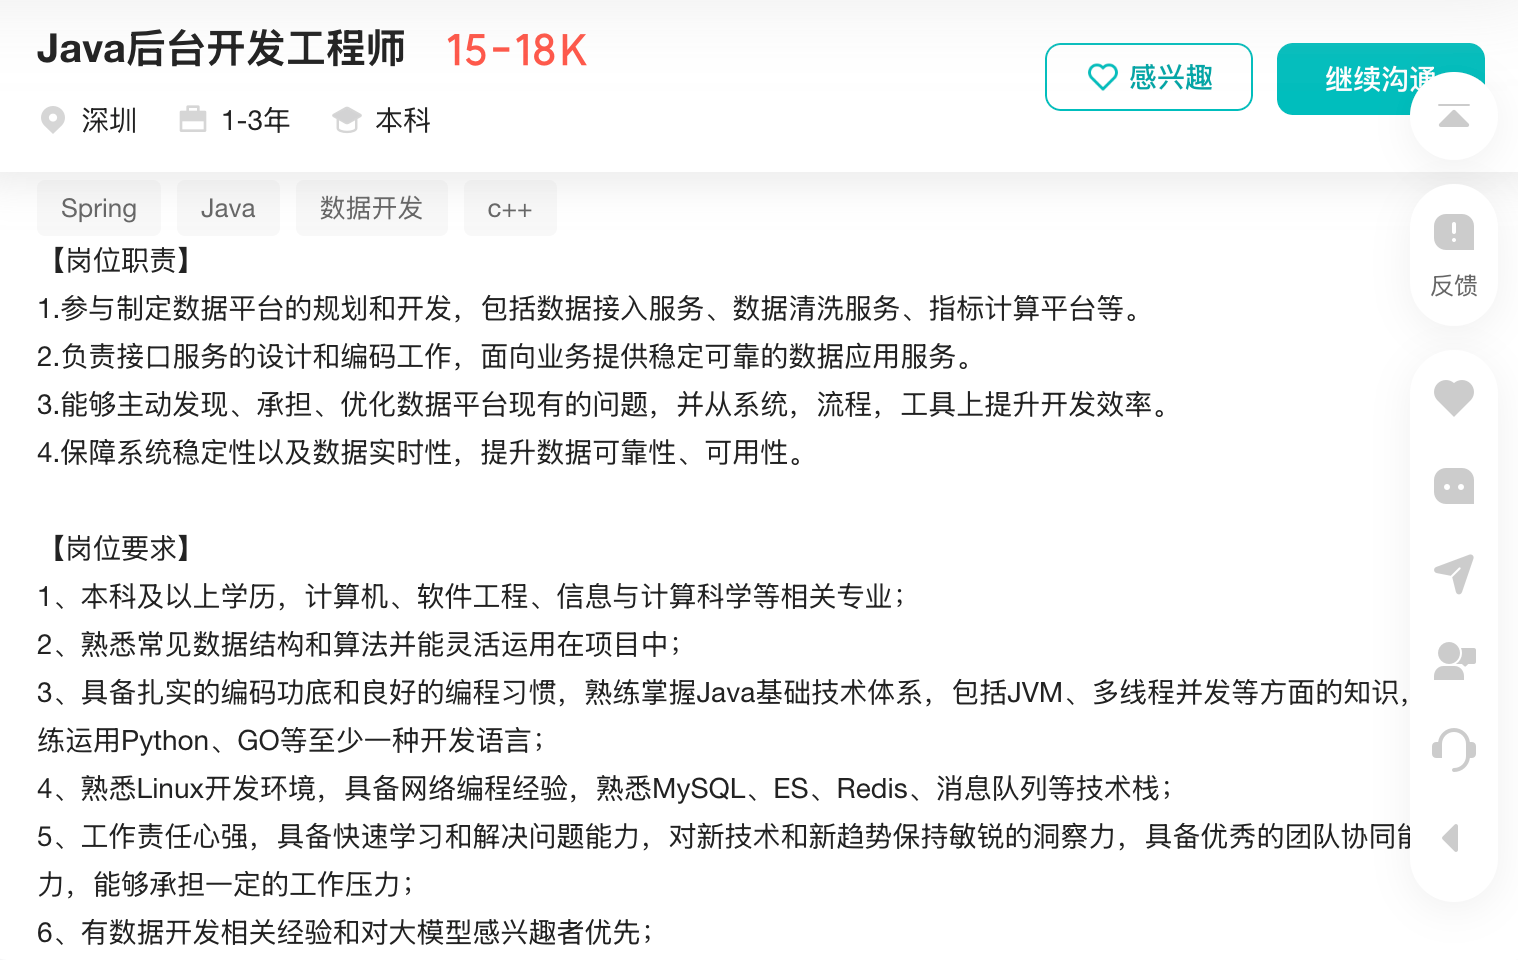 Java后台开发工程师 15-18K
感兴趣
继续沟通
深圳 1-3年 本科
Spring Java 数据开发 c++
【岗位职责】
1.参与制定数据平台的规划和开发，包括数据接入服务、数据清洗服务、指标计算平台等。
2.负责接口服务的设计和编码工作，面向业务提供稳定可靠的数据应用服务。
3.能够主动发现、承担、优化数据平台现有的问题，并从系统，流程，工具上提升开发效率。
4.保障系统稳定性以及数据实时性，提升数据可靠性、可用性。
【岗位要求】
1、本科及以上学历，计算机、软件工程、信息与计算科学等相关专业；
2、熟悉常见数据结构和算法并能灵活运用在项目中；
3、具备扎实的编码功底和良好的编程习惯，熟练掌握Java基础技术体系，包括JVM、多线程并发等方面的知识，
练运用Python、GO等至少一种开发语言；
4、熟悉Linux开发环境，具备网络编程经验，熟悉MySQL、ES、Redis、消息队列等技术栈；
5、工作责任心强，具备快速学习和解决问题能力，对新技术和新趋势保持敏锐的洞察力，具备优秀的团队协同能
力，能够承担一定的工作压力；
6、有数据开发相关经验和对大模型感兴趣者优先；
反馈